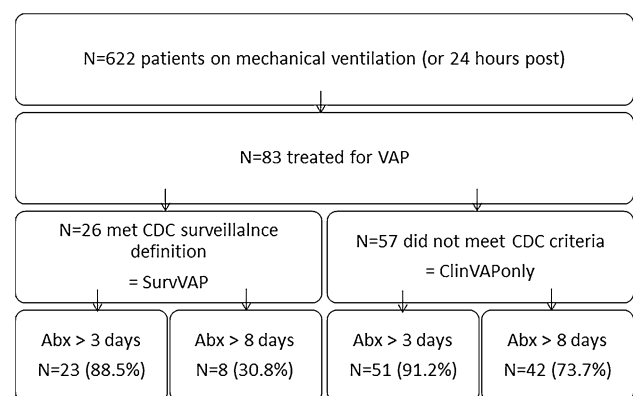 N=622 patients on mechanical ventilation (or 24 hours post)
N=83 treated for VAP
N=26 met CDC surveillalnce
definition
= SurvVAP
N=57 did not meet CDC criteria
= ClinVAPonly
Abx > 3 days
N=23 (88.5%)
Abx > 8 days
N=8 (30.8%)
Abx > 3 days
N=51 (91.2%)
Abx > 8 days
N=42 (73.7%)